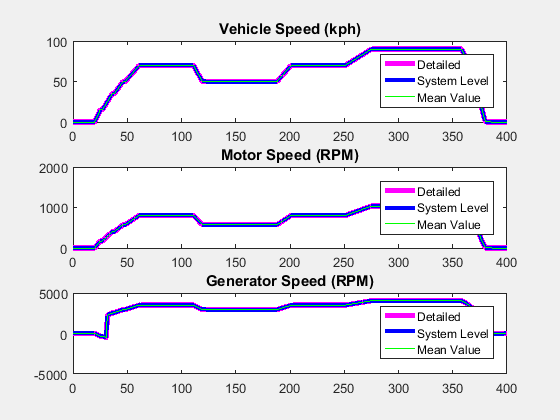 Vehicle Speed (kph)
100
50
0
Detailed
System Level
Mean Value
0 50 100 150 200 250 300 350 400
Motor Speed (RPM)
2000
1000
0
Detailed
System Level
Mean Value
0 50 100 150 200 250 300 350 400
Generator Speed (RPM)
5000
0
-5000
Detailed
System Level
Mean Value
0 50 100 150 200 250 300 350 400